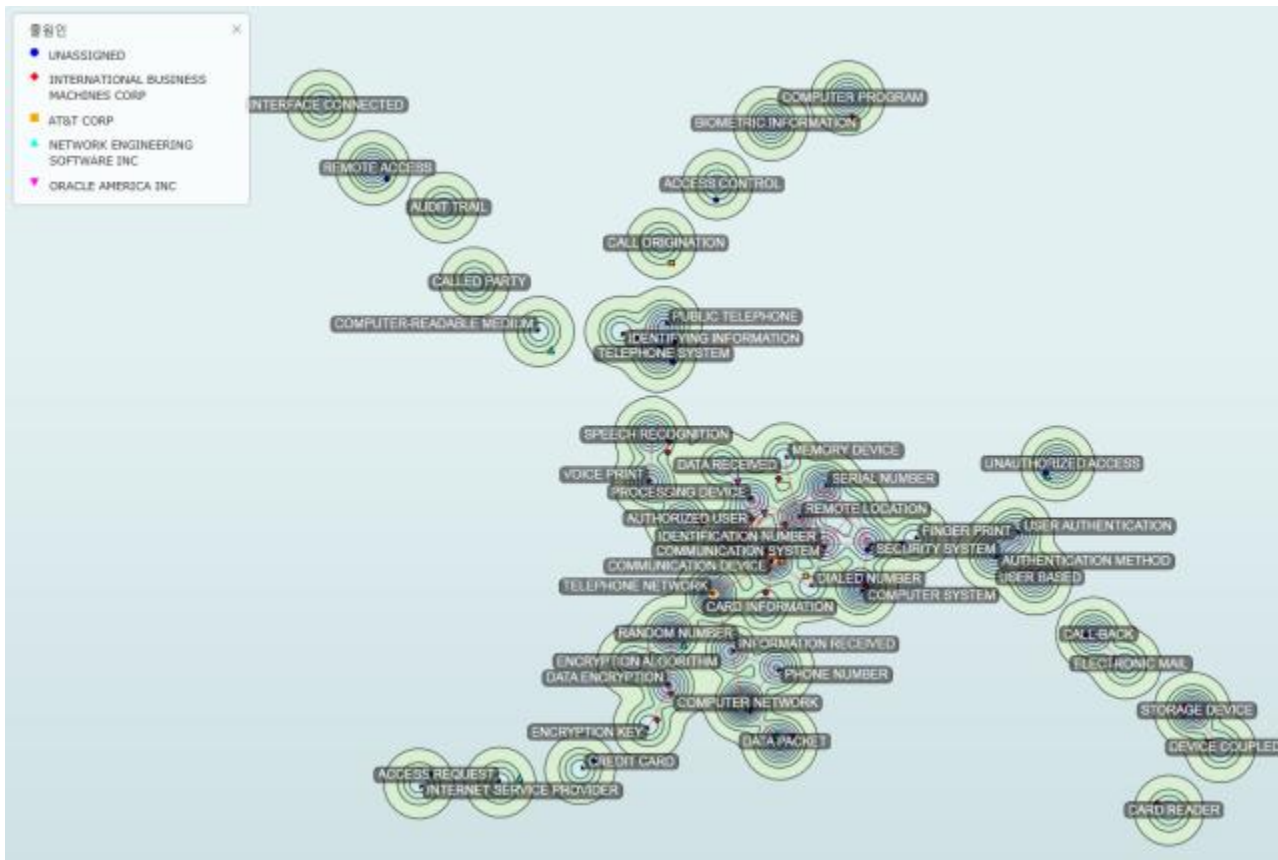 출원인
UNASSIGNED
INTERNATIONAL BUSINESS
MACHINES CORP
AT&T CORP
NETWORK ENGINEERING
SOFTWARE INC
ORACLE AMERICA INC
INTERFACE CONNECTED
COMPUTER PROGRAM
BIOMETRIC INFORMATION
REMOTE ACCESS
ACCESS CONTROL
AUDIT TRAIL
CALL ORIGINATION
CALLED PARTY
PUBLIC TELEPHONE
COMPUTER-READABLE MEDIUM
IDENTIFYING INFORMATION
TELEPHONE SYSTEM
SPEECH RECOGNITION
MEMORY DEVICE
DATA RECEIVED
UNAUTHORIZED ACCESS
VOICE PRINT
SERIAL NUMBER
PROCESSING DEVICE
REMOTE LOCATION
AUTHORIZED USER
USER AUTHENTICATION
FINGER PRINT
IDENTIFICATION NUMBER
COMMUNICATION SYSTEM
SECURITY SYSTEM
AUTHENTICATION METHOD
COMMUNICATION DEVICE
USER BASED
DIALED NUMBER
TELEPHONE NETWORK
COMPUTER SYSTEM
CARD INFORMATION
RANDOM NUMBER
CALL-BACK
INFORMATION RECEIVED
ENCRYPTION ALGORITHM
ELECTRONIC MAIL
PHONE NUMBER
DATA ENCRYPTION
COMPUTER NETWORK
STORAGE DEVICE
ENCRYPTION KEY
DATA PACKET
DEVICE COUPLED
CREDIT CARD
ACCESS REQUEST
INTERNET SERVICE PROVIDER
CARD READER